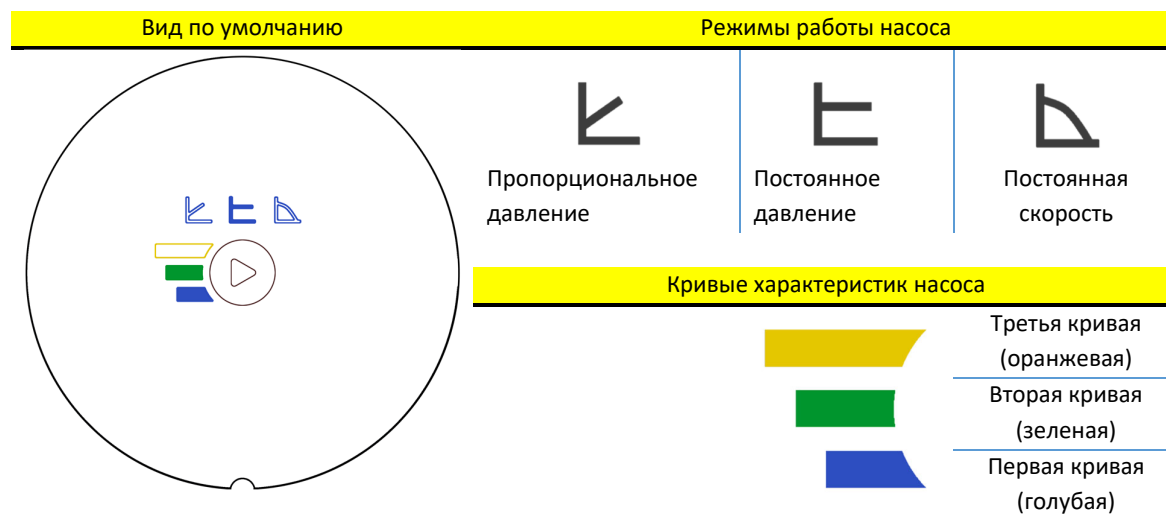 Вид по умолчанию
Режимы работы насоса
Пропорциональное
давление
Постоянное
давление
Постоянная
скорость
Кривые характеристик насоса
Третья кривая
(оранжевая)
Вторая кривая
(зеленая)
Первая кривая
(голубая)